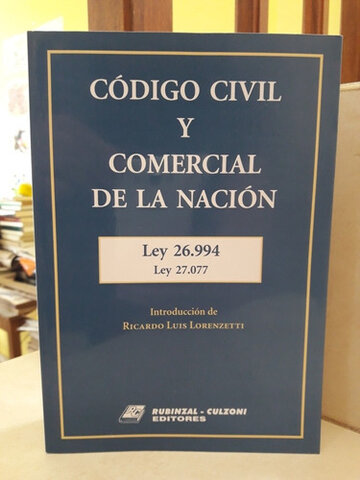 CÓDIGO CIVIL
Y
COMERCIAL
DE LA NACIÓN
Ley 26.994
Ley 27.077
Introducción de
RICARDO LUIS LORENZETTI
RC
RUBINZAL - CULZONI
EDITORES